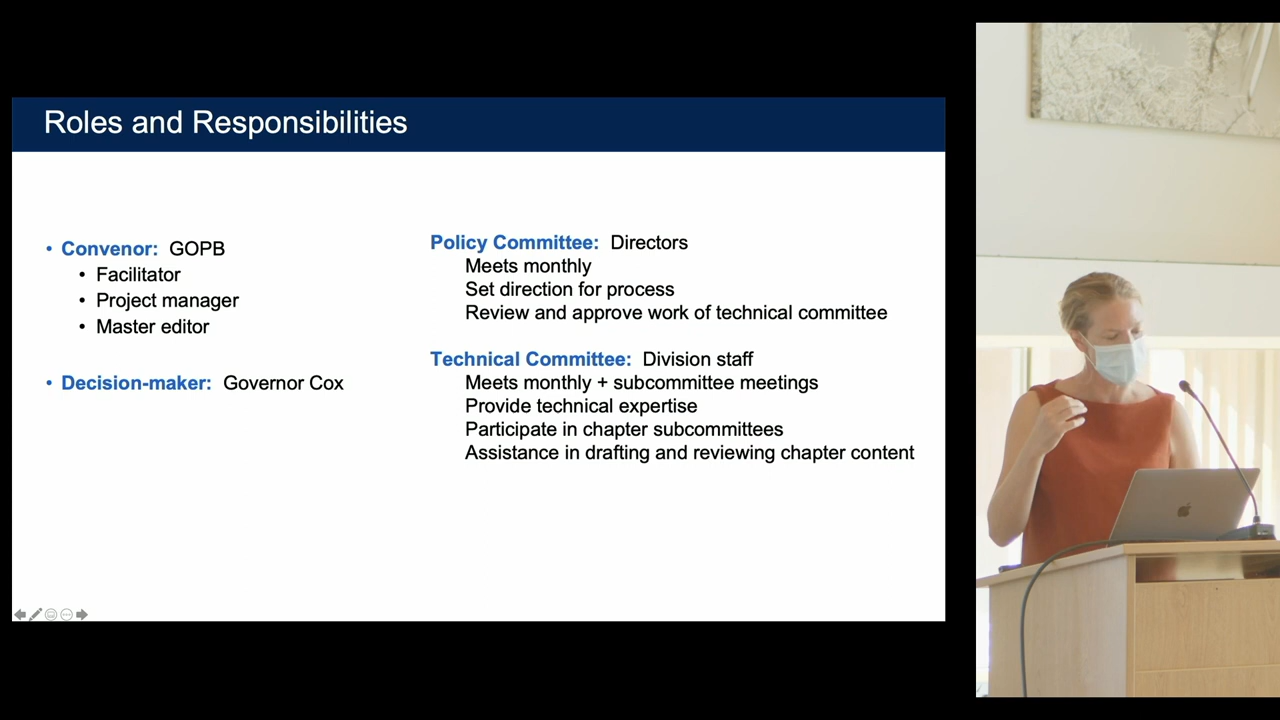 Roles and Responsibilities
• Convenor: GOPB
• Facilitator
• Project manager
• Master editor
• Decision-maker: Governor Cox
Policy Committee: Directors
Meets monthly
Set direction for process
Review and approve work of technical committee
Technical Committee: Division staff
Meets monthly + subcommittee meetings
Provide technical expertise
Participate in chapter subcommittees
Assistance in drafting and reviewing chapter content